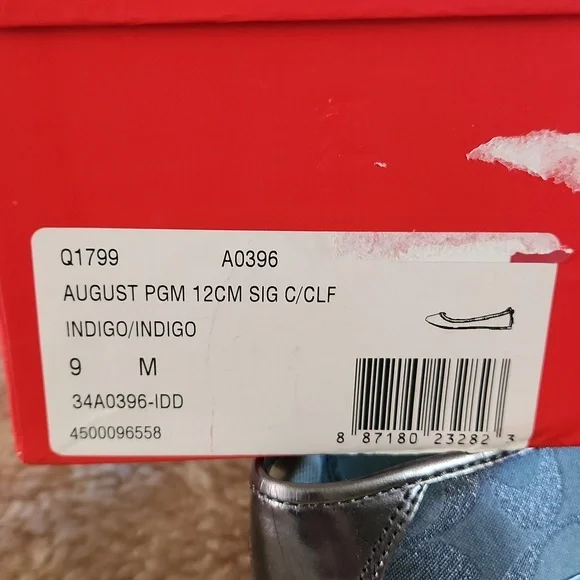 Q1799 A0396
AUGUST PGM 12CM SIG C/CLF
INDIGO/INDIGO
9 M
34A0396-IDD
4500096558
8 87180 23282 3